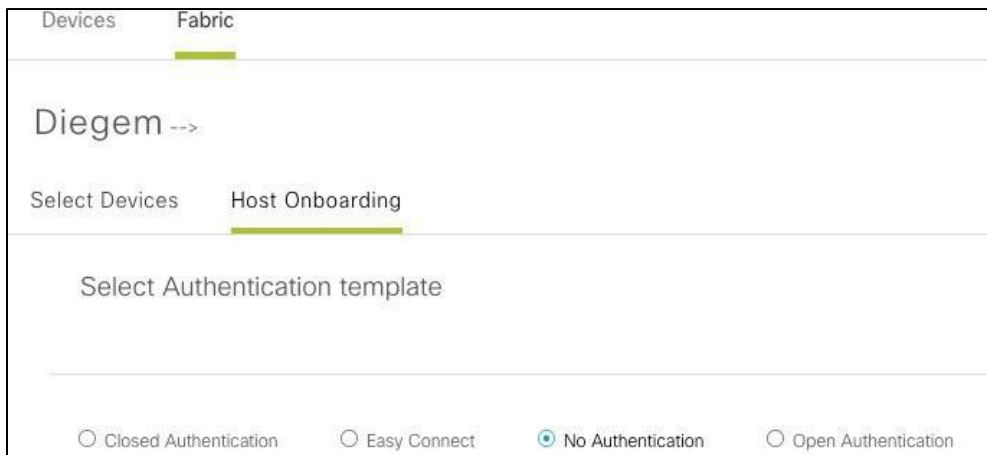 Devices Fabric
Diegem -->
Select Devices Host Onboarding
Select Authentication template
Closed Authentication Easy Connect No Authentication Open Authentication